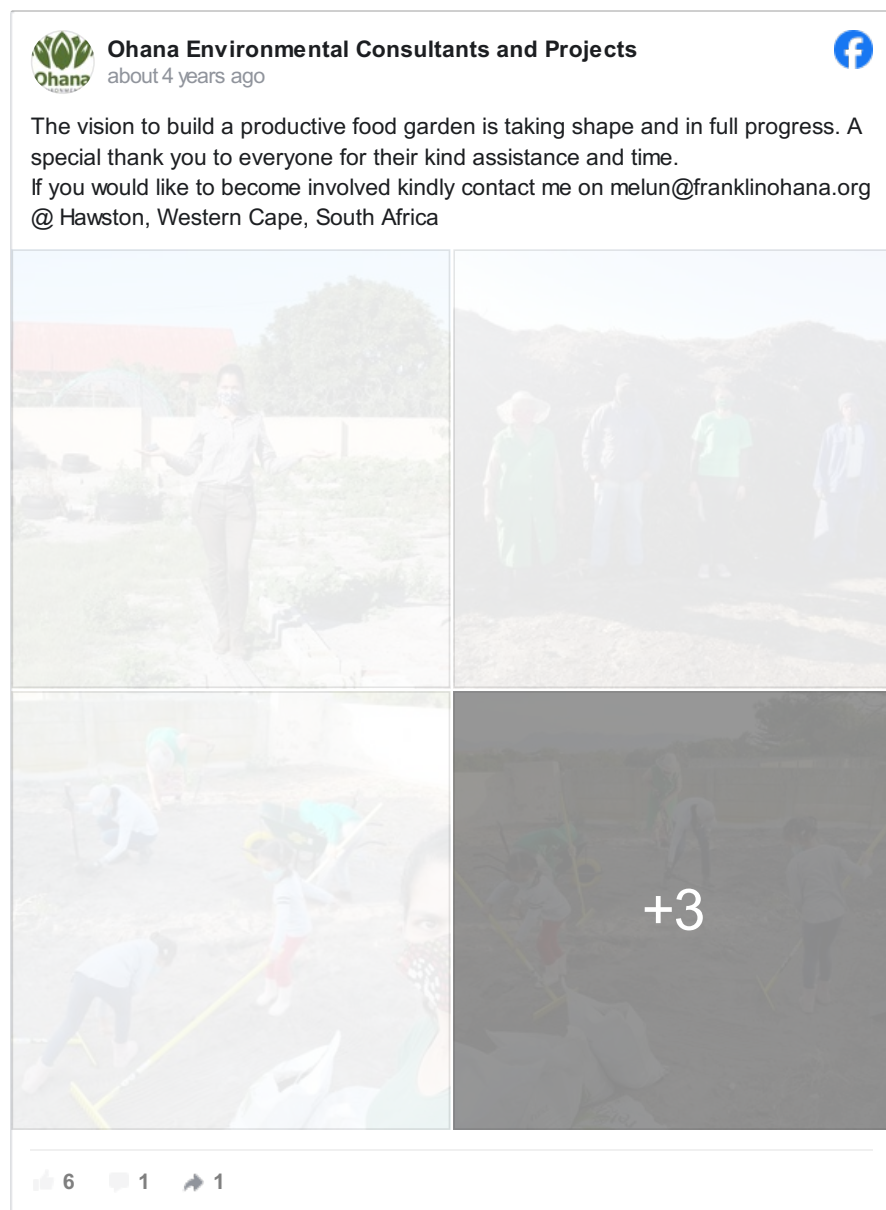 Ohana
Ohana Environmental Consultants and Projects
about 4 years ago
The vision to build a productive food garden is taking shape and in full progress. A
special thank you to everyone for their kind assistance and time.
If you would like to become involved kindly contact me on melun@franklinohana.org
@ Hawston, Western Cape, South Africa
+3
6 1 1